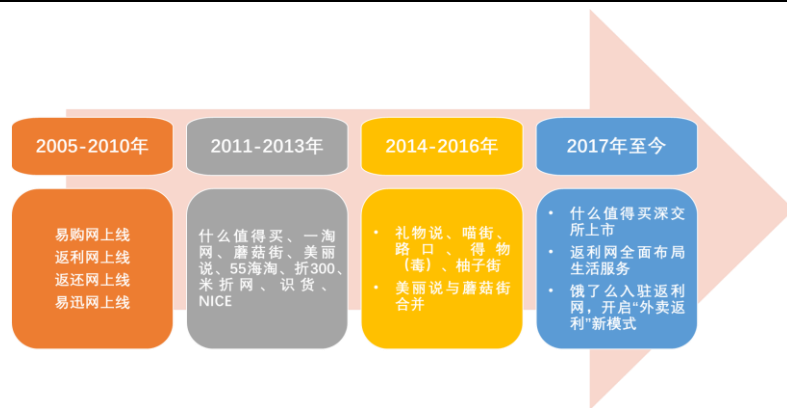 2005-2010年
易购网上线
返利网上线
返还网上线
易迅网上线
2011-2013年
什么值得买、一淘
网、蘑菇街、美丽
说、55海淘、折300、
米折网、识货、
NICE
2014-2016年
• 礼物说、喵街、
路口、得物
(毒)、柚子街
• 美丽说与蘑菇街
合并
2017年至今
• 什么值得买深交
所上市
• 返利网全面布局
生活服务
• 饿了么入驻返利
网，开启“外卖返
利”新模式